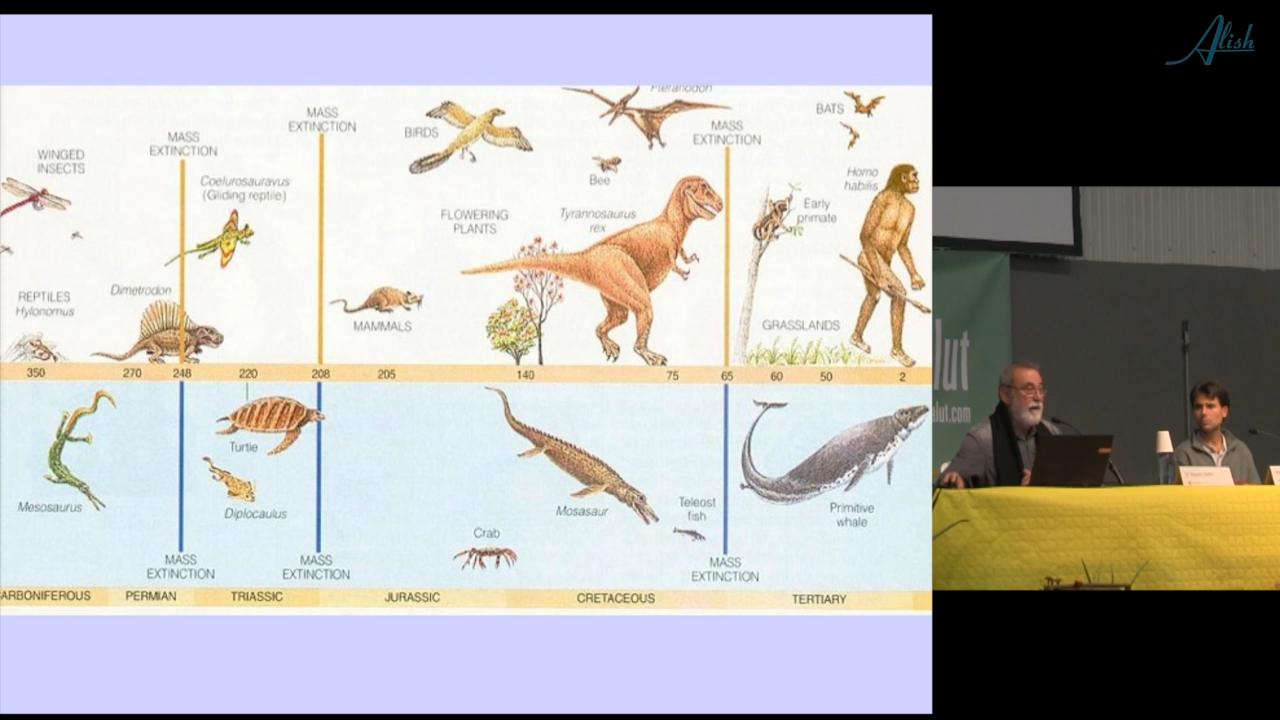 Alish
Pteranodon
BATS
MASS
EXTINCTION
MASS
EXTINCTION
BIRDS
MASS
EXTINCTION
WINGED
INSECTS
Coelurosauravus
(Gliding reptile)
Bee
Homo
habilis
FLOWERING
PLANTS
Tyrannosaurus
rex
Early
primate
REPTILES
Hylonomus
Dimetrodon
MAMMALS
GRASSLANDS
350 270 248 220 208 205 140 75 65 60 50 2
Turtle
Mesosaurus
Diplocaulus
Mosasaur
Teleost
fish
Primitive
whale
Crab
MASS
EXTINCTION
MASS
EXTINCTION
MASS
EXTINCTION
ARBONIFEROUS PERMIAN TRIASSIC JURASSIC CRETACEOUS TERTIARY
lut
lut.com